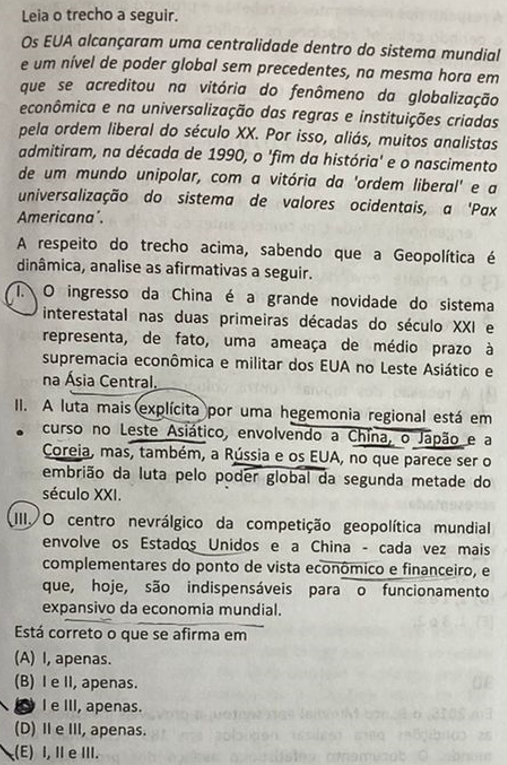 Leia o trecho a seguir.
Os EUA alcançaram uma centralidade dentro do sistema mundial
e um nível de poder global sem precedentes, na mesma hora em
que se acreditou na vitória do fenômeno da globalização
econômica e na universalização das regras e instituições criadas
pela ordem liberal do século XX. Por isso, aliás, muitos analistas
admitiram, na década de 1990, o 'fim da história' e o nascimento
de um mundo unipolar, com a vitória da 'ordem liberal' e a
universalização do sistema de valores ocidentais, a 'Pax
Americana´.
A respeito do trecho acima, sabendo que a Geopolítica é
dinâmica, analise as afirmativas a seguir.
I. O ingresso da China é a grande novidade do sistema
interestatal nas duas primeiras décadas do século XXI e
representa, de fato, uma ameaça de médio prazo à
supremacia econômica e militar dos EUA no Leste Asiático e
na Ásia Central.
II. A luta mais explícita por uma hegemonia regional está em
curso no Leste Asiático, envolvendo a China, o Japão e a
Coreia, mas, também, a Rússia e os EUA, no que parece ser o
embrião da luta pelo poder global da segunda metade do
século XXI.
III. O centro nevrálgico da competição geopolítica mundial
envolve os Estados Unidos e a China - cada vez mais
complementares do ponto de vista econômico e financeiro, e
que, hoje, são indispensáveis para o funcionamento
expansivo da economia mundial.
Está correto o que se afirma em
(A) I, apenas.
(B) I e II, apenas.
I e III, apenas.
(D) II e III, apenas.
(E) I, II e III.